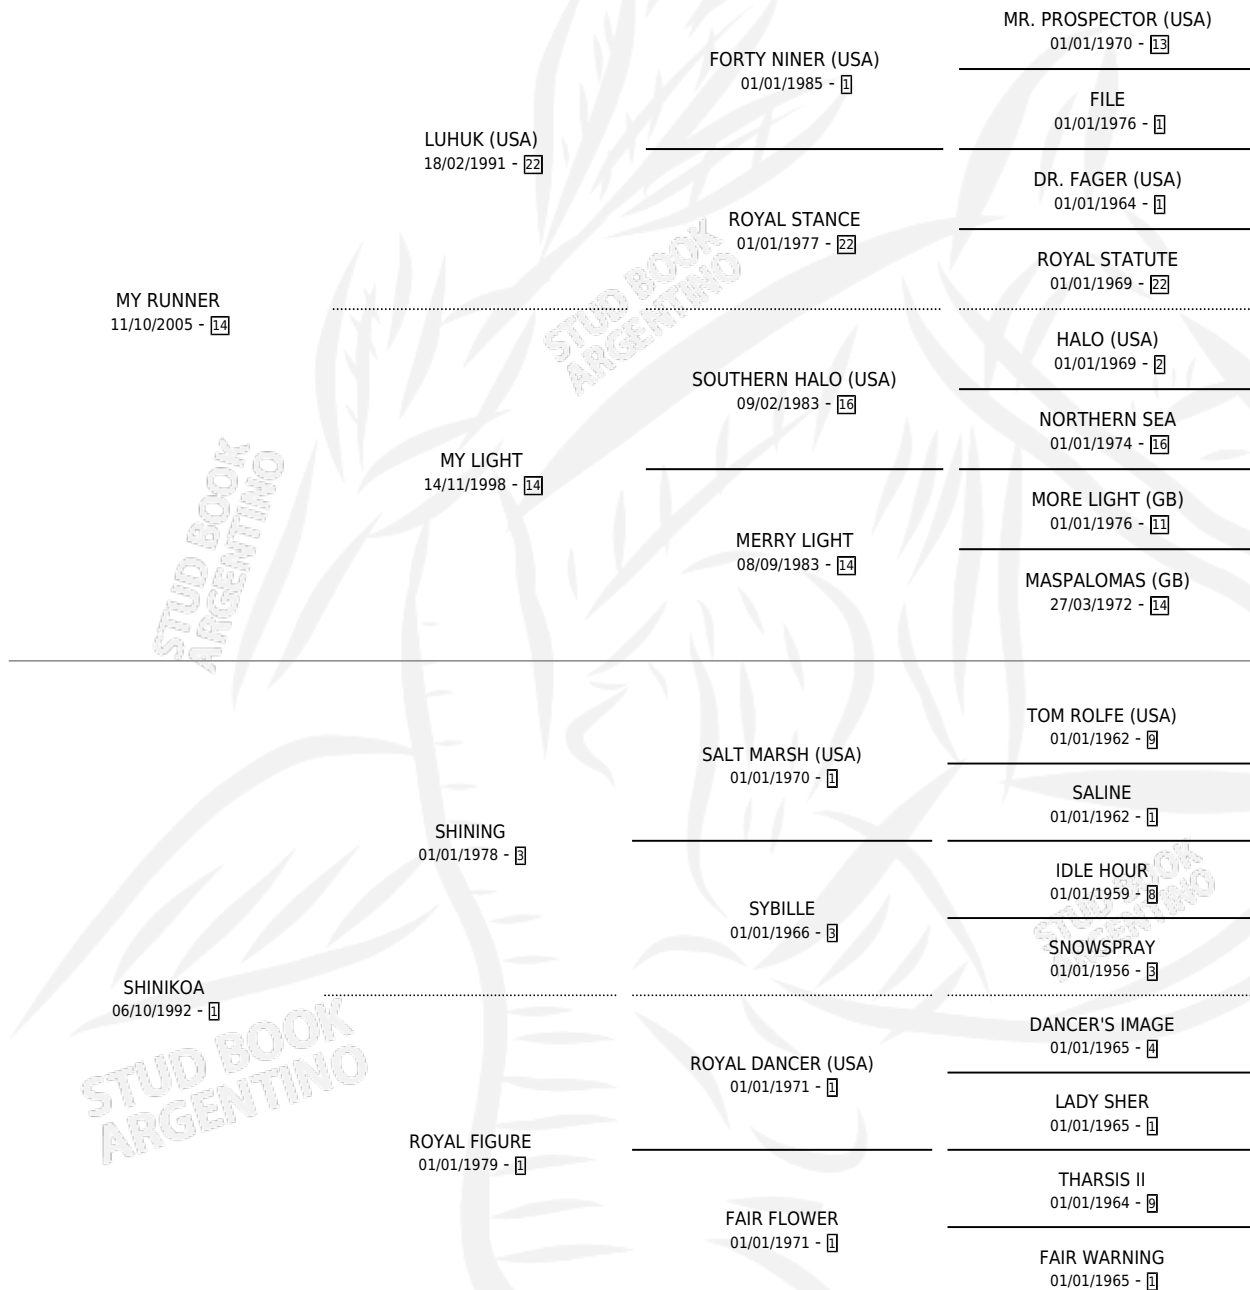 MR. PROSPECTOR (USA)
01/01/1970 - 13
FORTY NINER (USA)
01/01/1985 - 1
FILE
01/01/1976 - 1
LUHUK (USA)
18/02/1991 - 22
DR. FAGER (USA)
01/01/1964 - 1
ROYAL STANCE
01/01/1977 - 22
ROYAL STATUTE
01/01/1969 - 22
MY RUNNER
11/10/2005 - 14
STUD BOOK
ARGENTINO
HALO (USA)
01/01/1969 - 2
SOUTHERN HALO (USA)
09/02/1983 - 16
NORTHERN SEA
01/01/1974 - 16
MY LIGHT
14/11/1998 - 14
MORE LIGHT (GB)
01/01/1976 - 11
MERRY LIGHT
08/09/1983 - 14
MASPALOMAS (GB)
27/03/1972 - 14
STUD BOOK
ARGENTINO
TOM ROLFE (USA)
01/01/1962 - 9
SALT MARSH (USA)
01/01/1970 - 1
SALINE
01/01/1962 - 1
SHINING
01/01/1978 - 3
IDLE HOUR
01/01/1959 - 8
SYBILLE
01/01/1966 - 3
STUD BOOK
ARGENTINO
SNOWSPRAY
01/01/1956 - 3
SHINIKOA
06/10/1992 - 1
DANCER'S IMAGE
01/01/1965 - 4
ROYAL DANCER (USA)
01/01/1971 - 1
LADY SHER
01/01/1965 - 1
STUD BOOK
ARGENTINO
ROYAL FIGURE
01/01/1979 - 1
THARSIS II
01/01/1964 - 9
FAIR FLOWER
01/01/1971 - 1
FAIR WARNING
01/01/1965 - 1